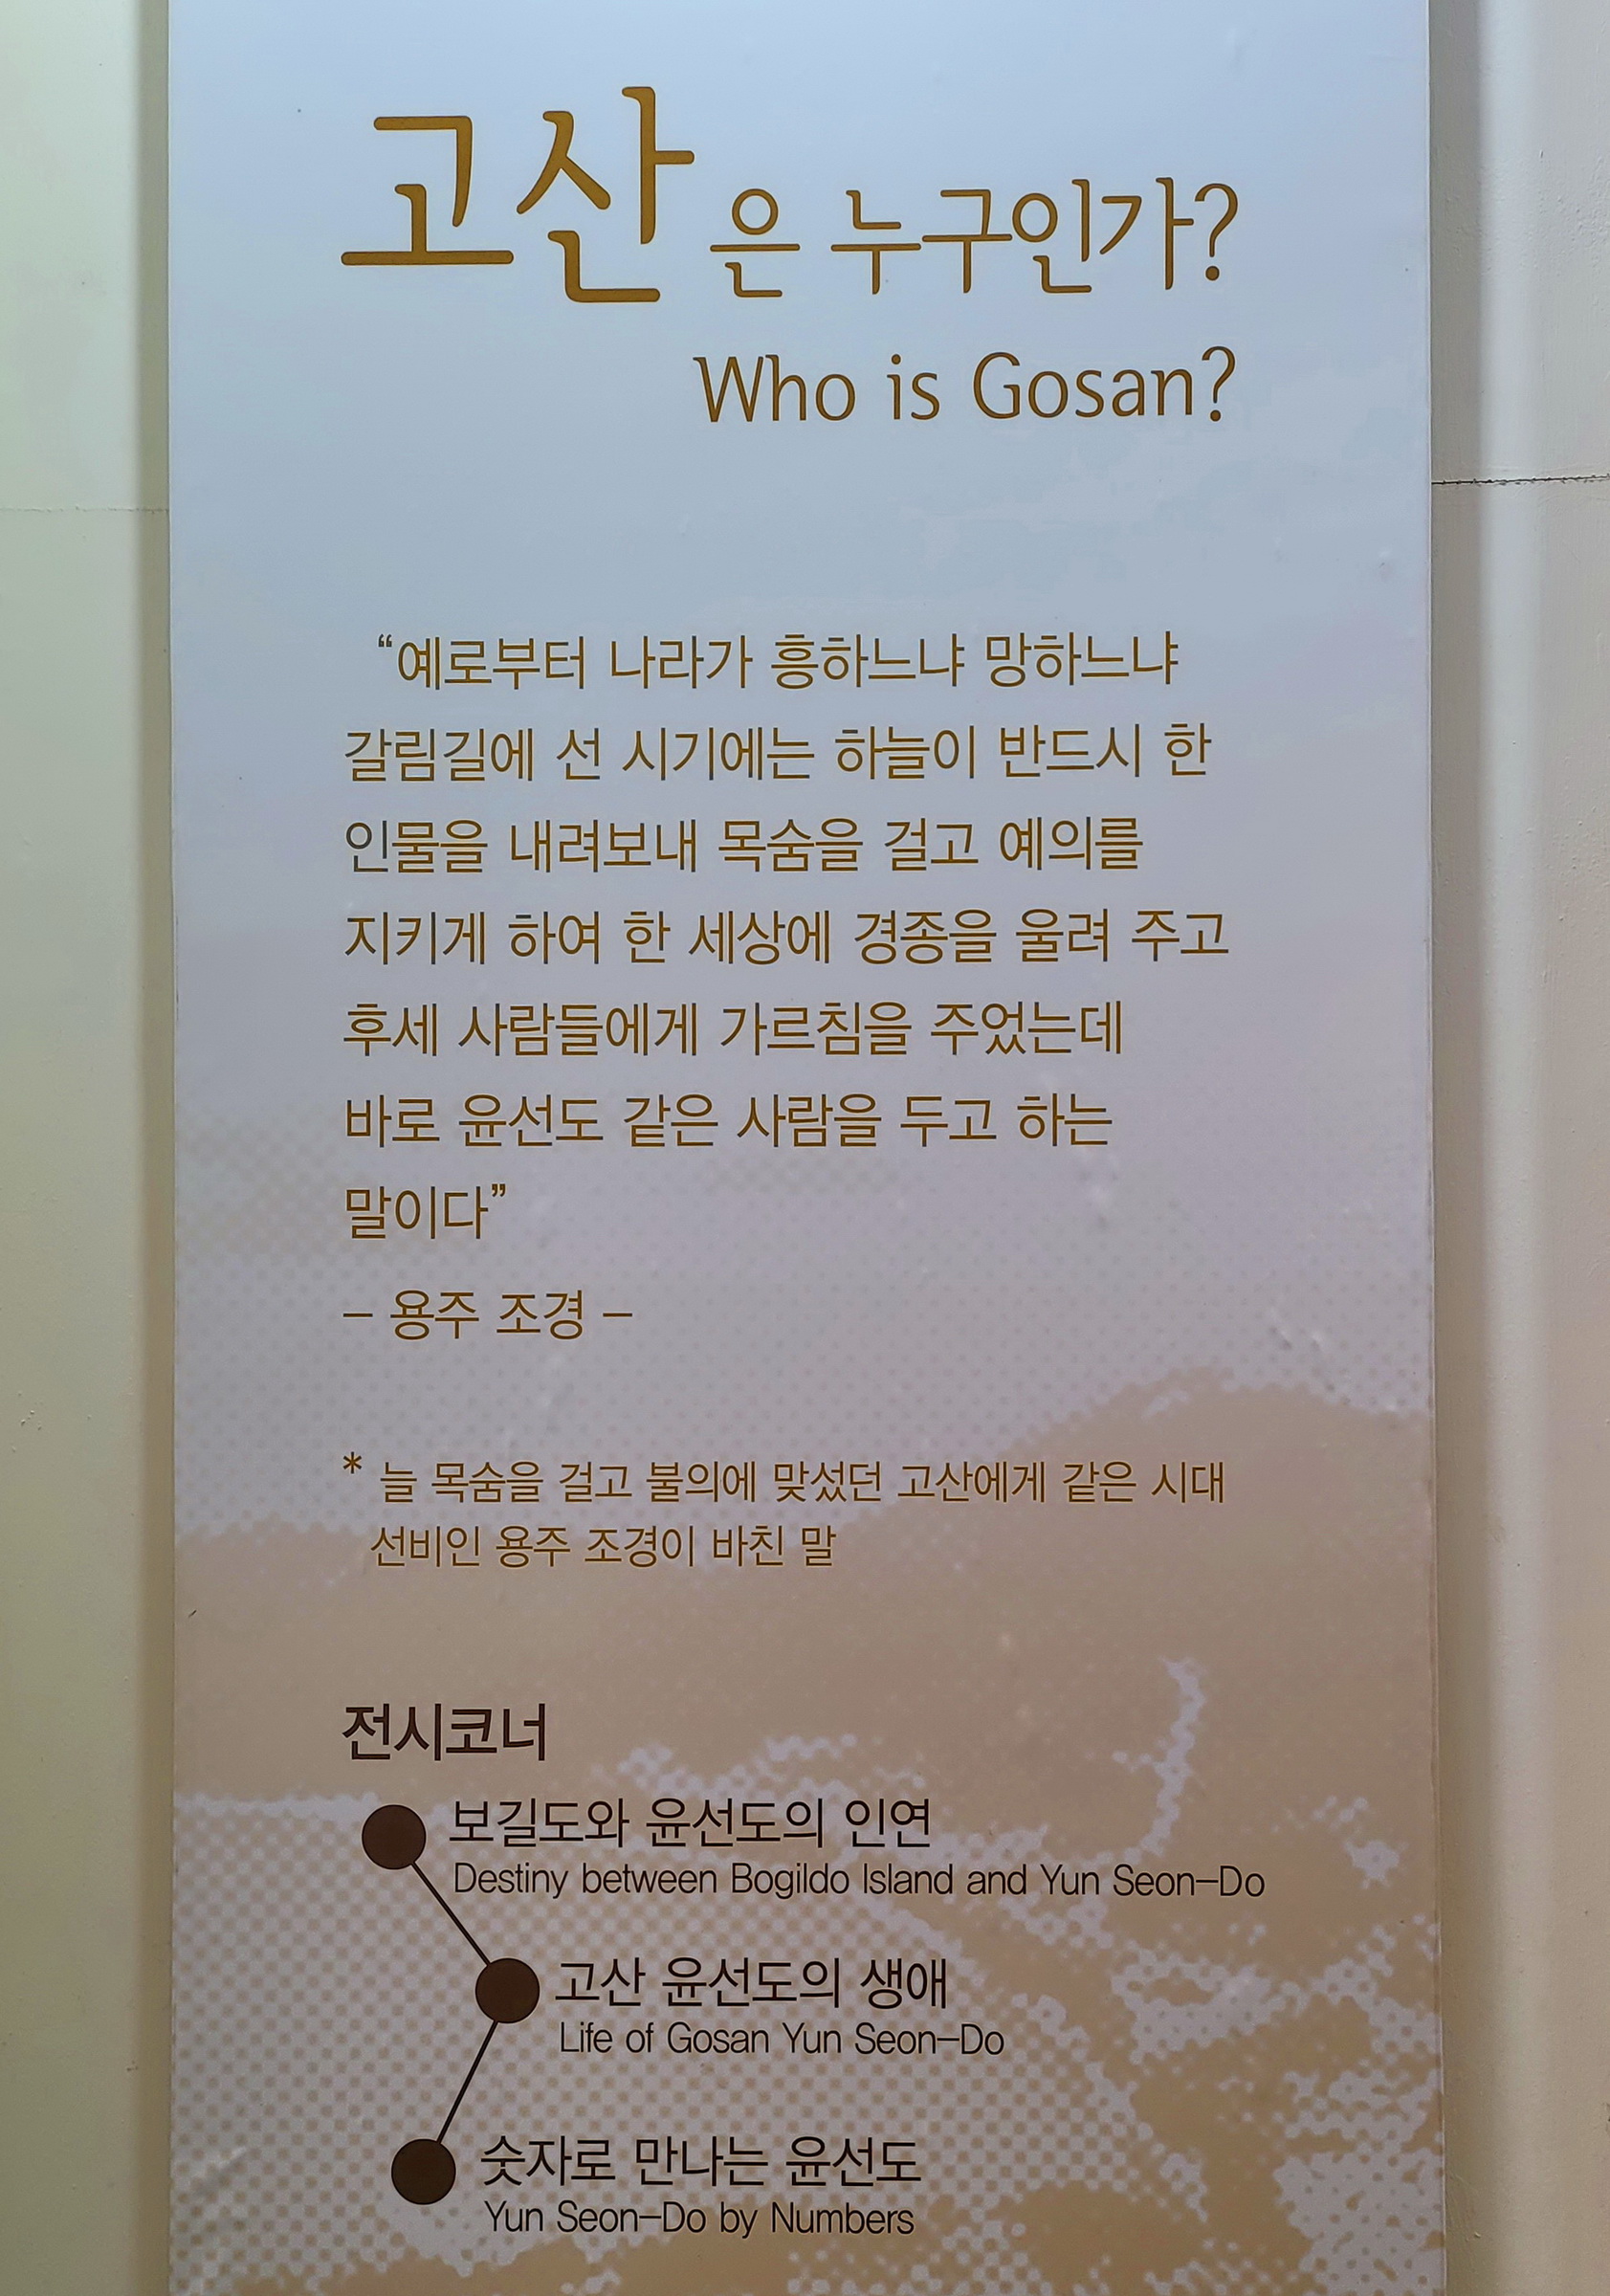 고산은 누구인가?
Who is Gosan?
“예로부터 나라가 흥하느냐 망하느냐
갈림길에 선 시기에는 하늘이 반드시 한
인물을 내려보내 목숨을 걸고 예의를
지키게 하여 한 세상에 경종을 울려 주고
후세 사람들에게 가르침을 주었는데
바로 윤선도 같은 사람을 두고 하는
말이다”
– 용주 조경 –
* 늘 목숨을 걸고 불의에 맞섰던 고산에게 같은 시대
선비인 용주 조경이 바친 말
전시코너
보길도와 윤선도의 인연
Destiny between Bogildo Island and Yun Seon–Do
고산 윤선도의 생애
Life of Gosan Yun Seon–Do
숫자로 만나는 윤선도
Yun Seon–Do by Numbers